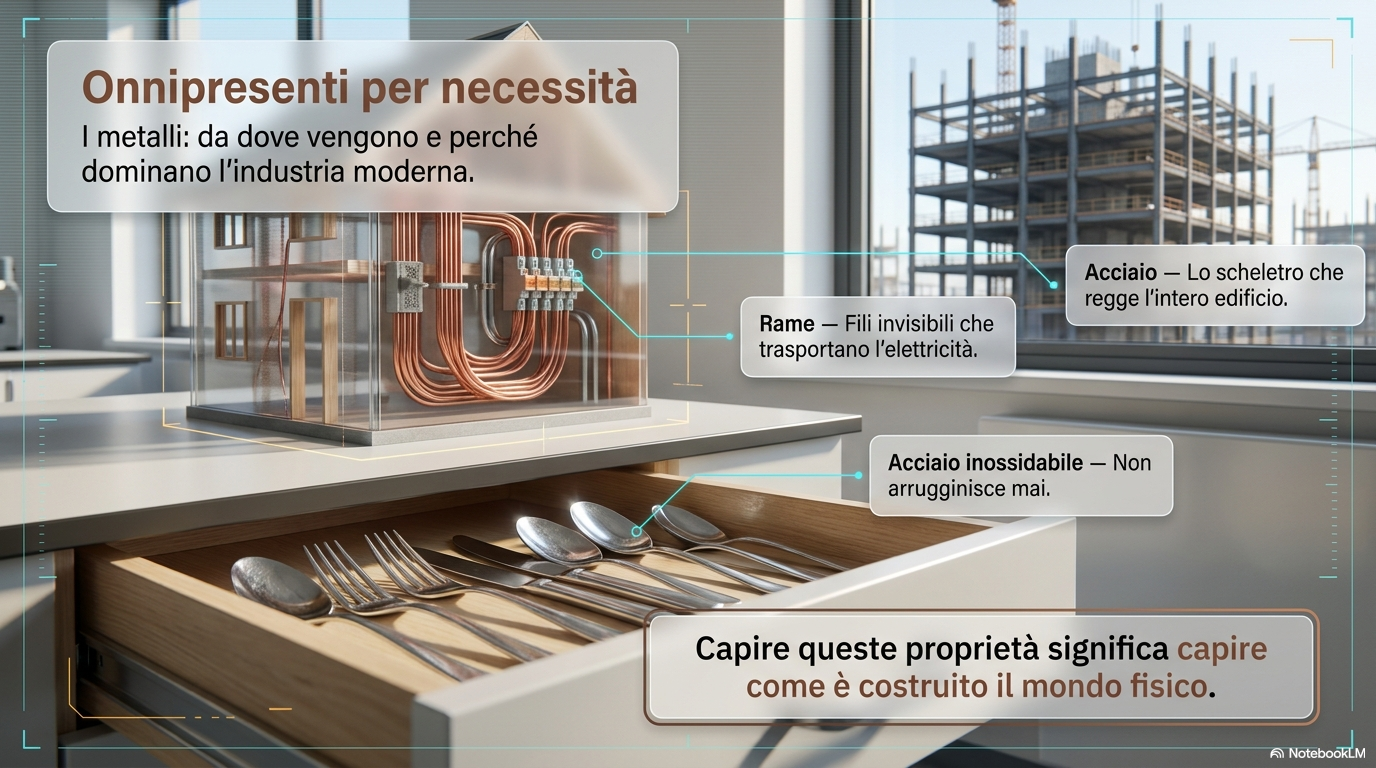 Onnipresenti per necessità
I metalli: da dove vengono e perché
dominano l'industria moderna.
Acciaio — Lo scheletro che
regge l'intero edificio.
Rame — Fili invisibili che
trasportano l'elettricità.
Acciaio inossidabile — Non
arrugginisce mai.
Capire queste proprietà significa capire
come è costruito il mondo fisico.
NotebookLM